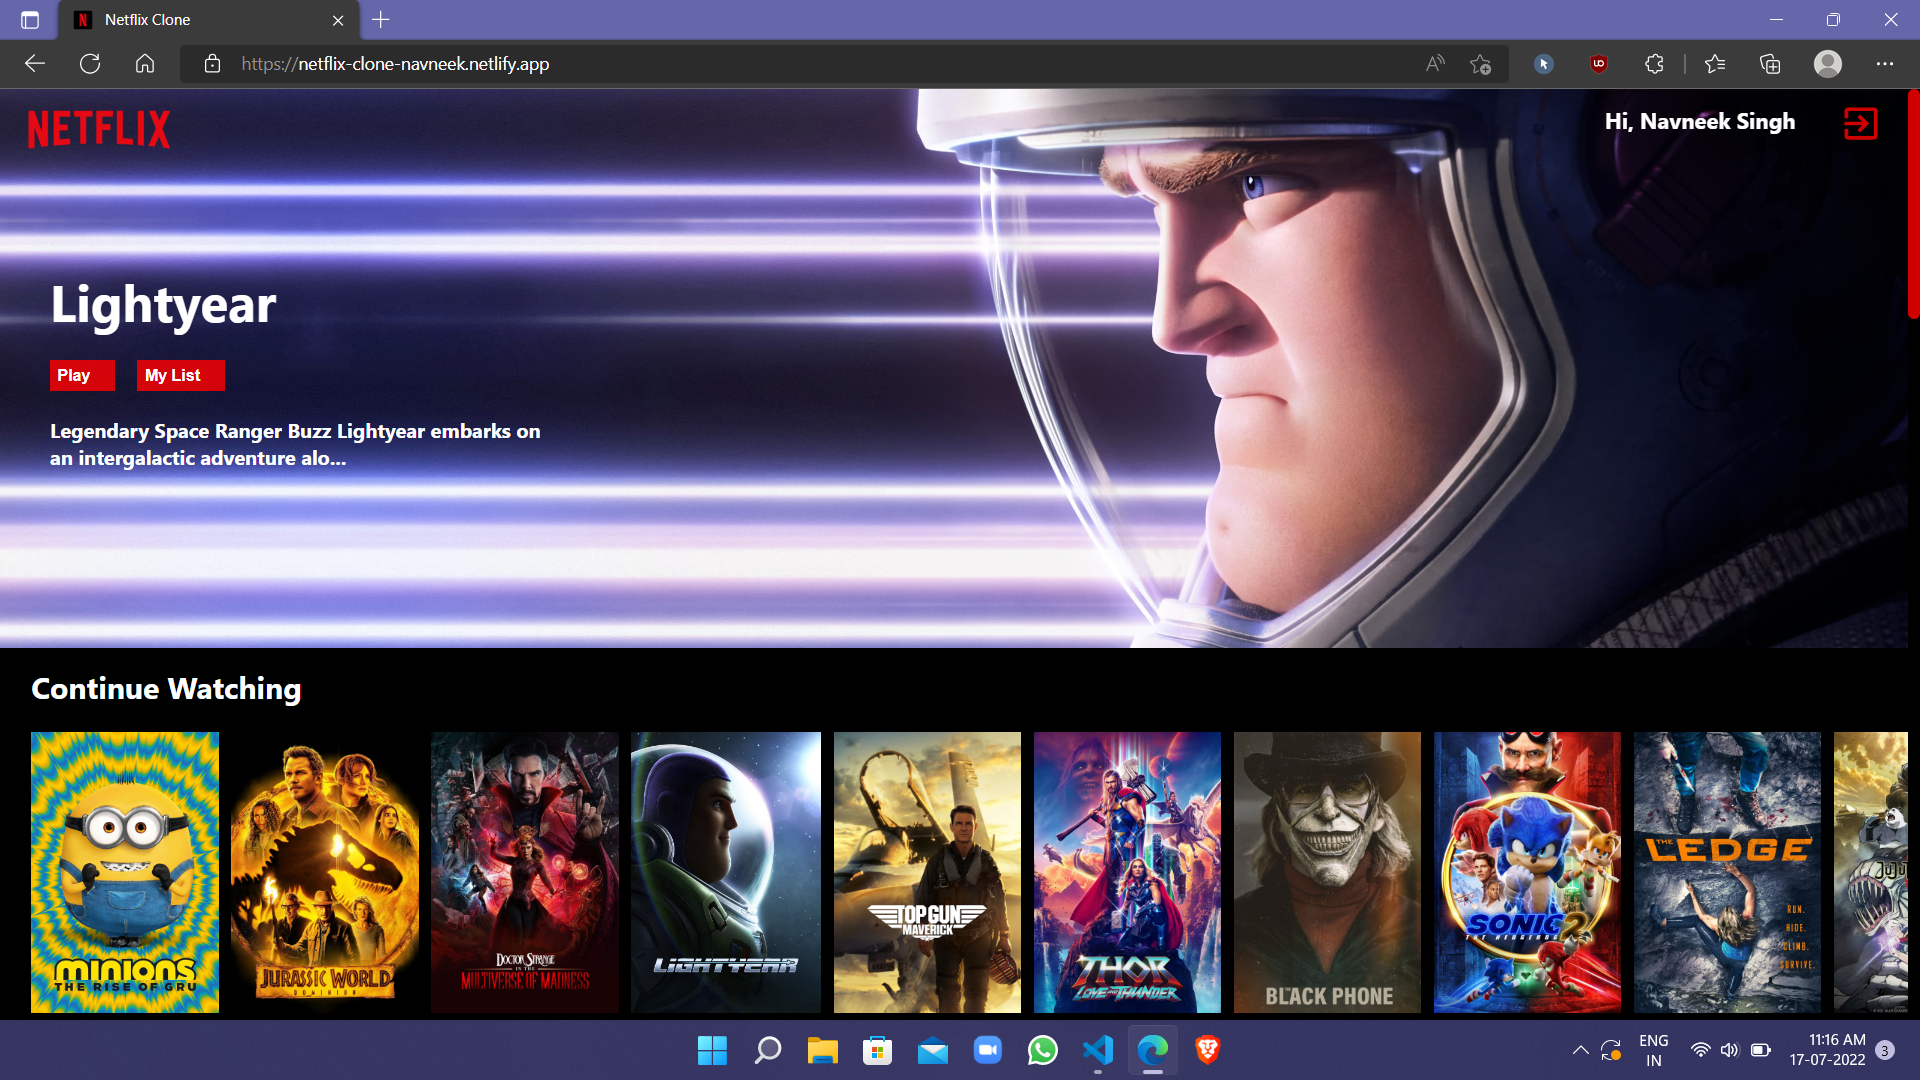 Netflix Clone
https://netflix-clone-navneek.netlify.app
NETFLIX
Hi, Navneek Singh
Lightyear
Play
My List
Legendary Space Ranger Buzz Lightyear embarks on
an intergalactic adventure alo...
Continue Watching
MINIONS
THE RISE OF GRU
JURASSIC WORLD
DOMINION
DOCTOR STRANGE
IN THE
MULTIVERSE OF MADNESS
LIGHTYEAR
TOP GUN
MAVERICK
THOR
LOVE AND THUNDER
BLACK PHONE
SONIC 2
THE HEDGEHOG
THE
LEDGE
RUN.
HIDE.
CLIMB.
SURVIVE.
ENG
IN
11:16 AM
17-07-2022
3